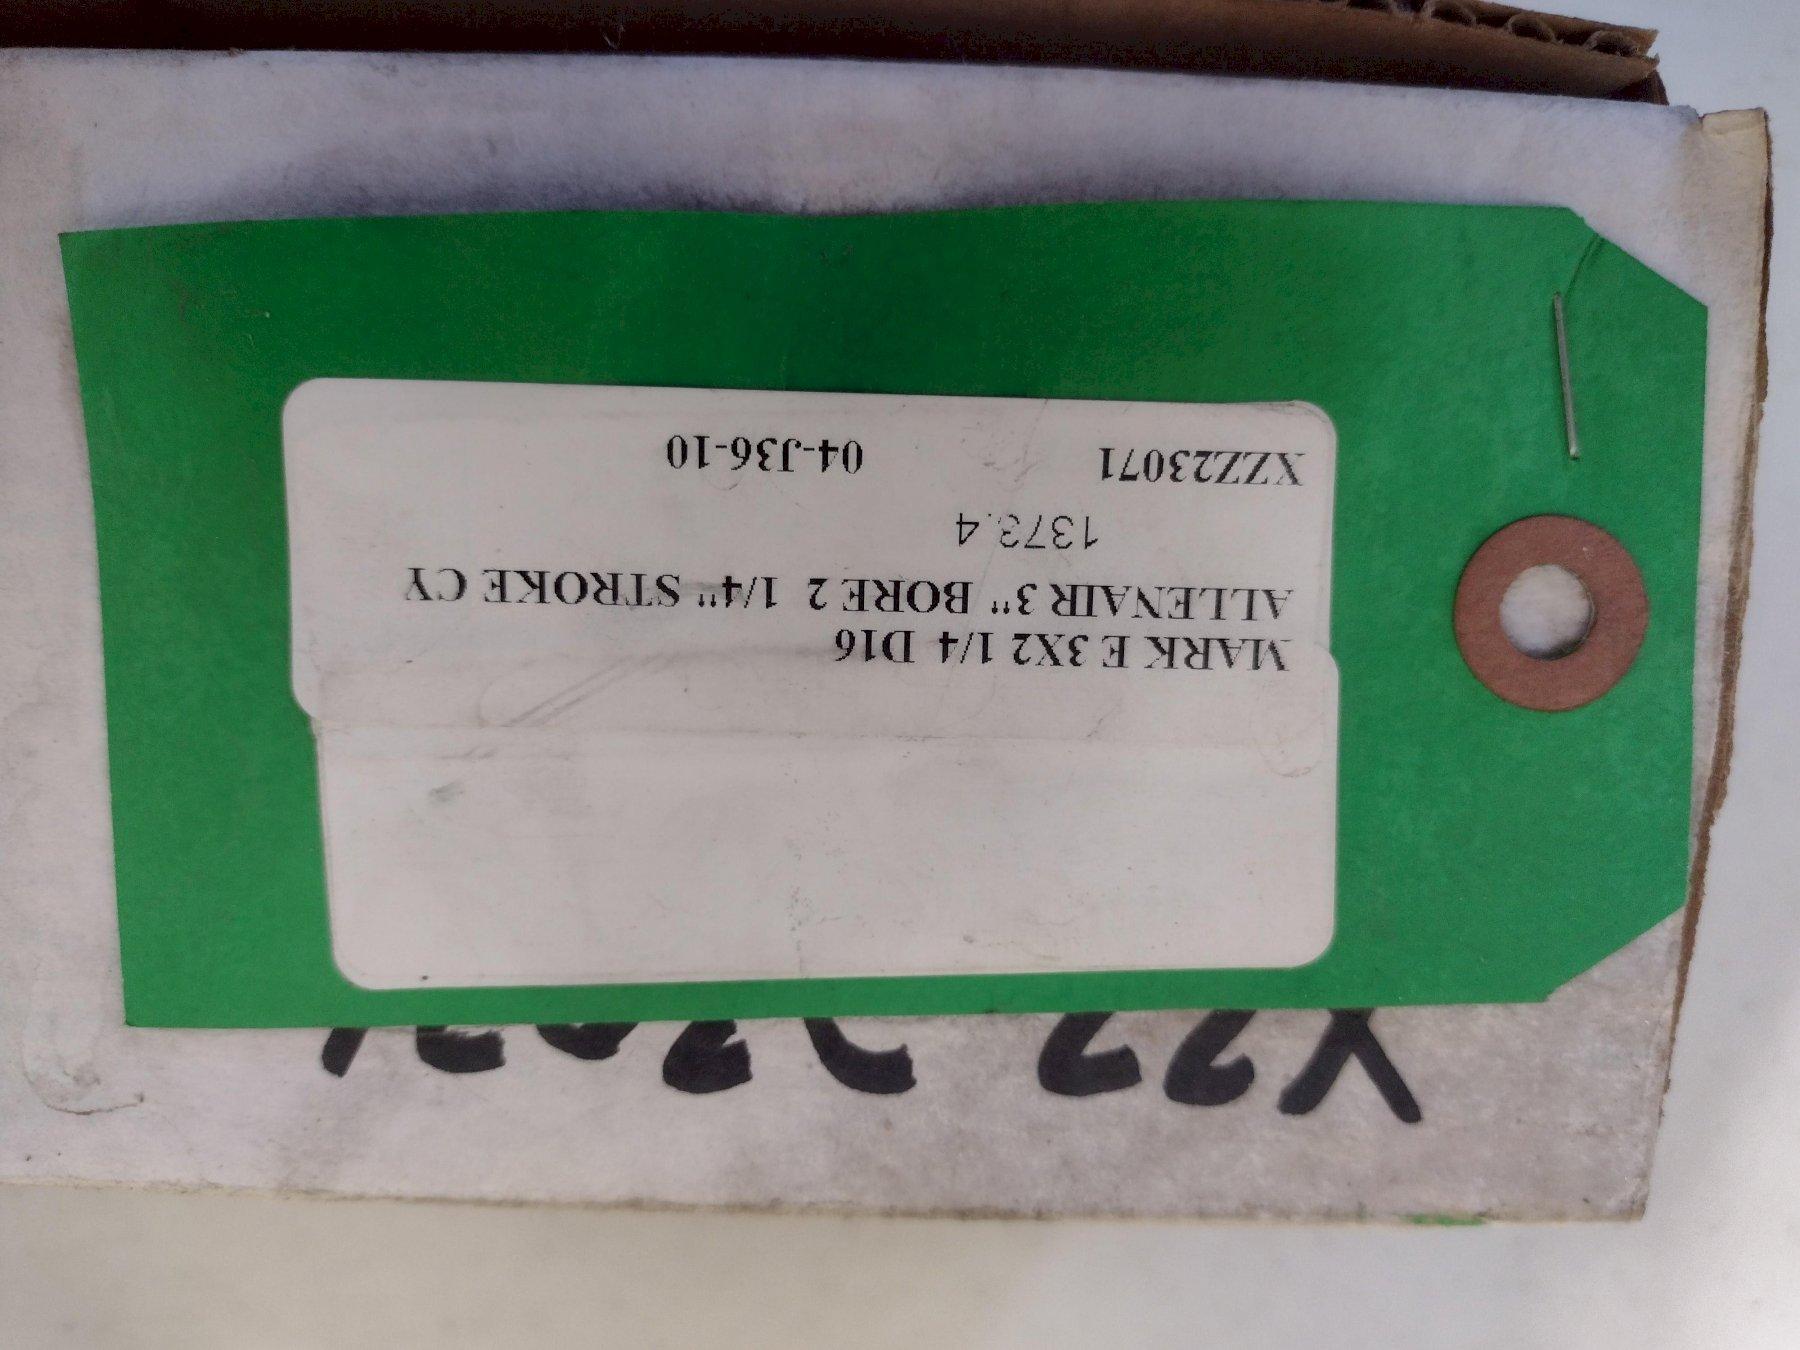 MARK E 3X2 1/4 D16
ALLENAIR 3" BORE 2 1/4" STROKE CY
1373.4
XZZ23071 04-J36-10